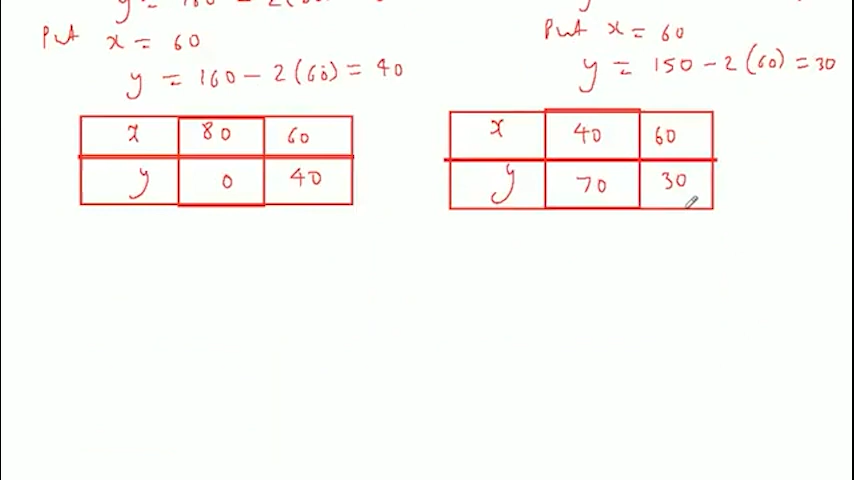 Put x = 60
y = 160 - 2(60) = 40
x 80 60
y 0 40
Put x = 60
y = 150 - 2(60) = 30
x 40 60
y 70 30